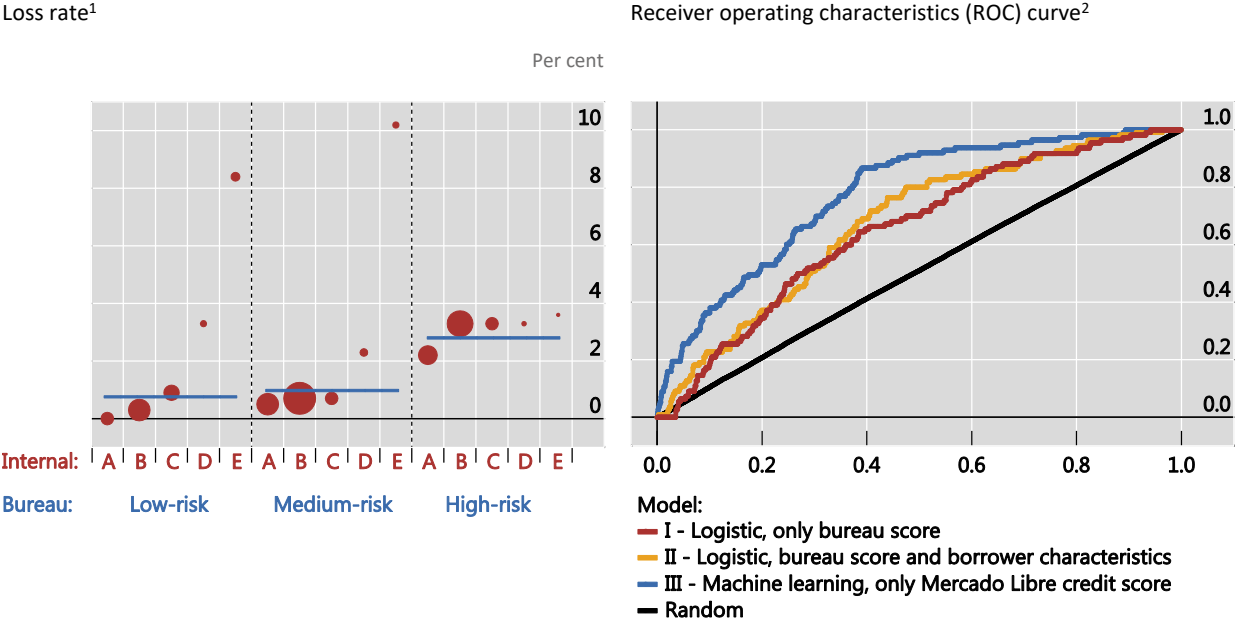 Loss rate1
Per cent
10
8
6
4
2
0
Internal: A B C D E A B C D E A B C D E
Bureau: Low-risk Medium-risk High-risk
Receiver operating characteristics (ROC) curve2
1.0
0.8
0.6
0.4
0.2
0.0
0.0 0.2 0.4 0.6 0.8 1.0
Model:
I - Logistic, only bureau score
II - Logistic, bureau score and borrower characteristics
III - Machine learning, only Mercado Libre credit score
Random